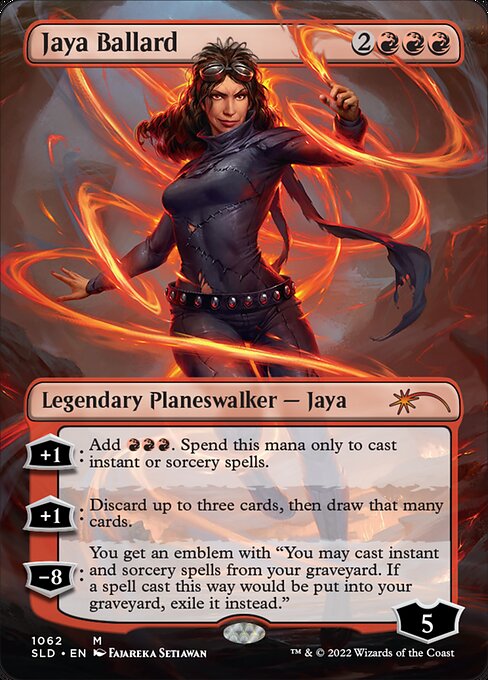 Jaya Ballard 2
Legendary Planeswalker — Jaya
+1 : Add . Spend this mana only to cast
instant or sorcery spells.
+1 : Discard up to three cards, then draw that many
cards.
−8 : You get an emblem with “You may cast instant
and sorcery spells from your graveyard. If
a spell cast this way would be put into your
graveyard, exile it instead.”
5
1062 M
SLD • EN Fajareka Setiawan
™ & © 2022 Wizards of the Coast